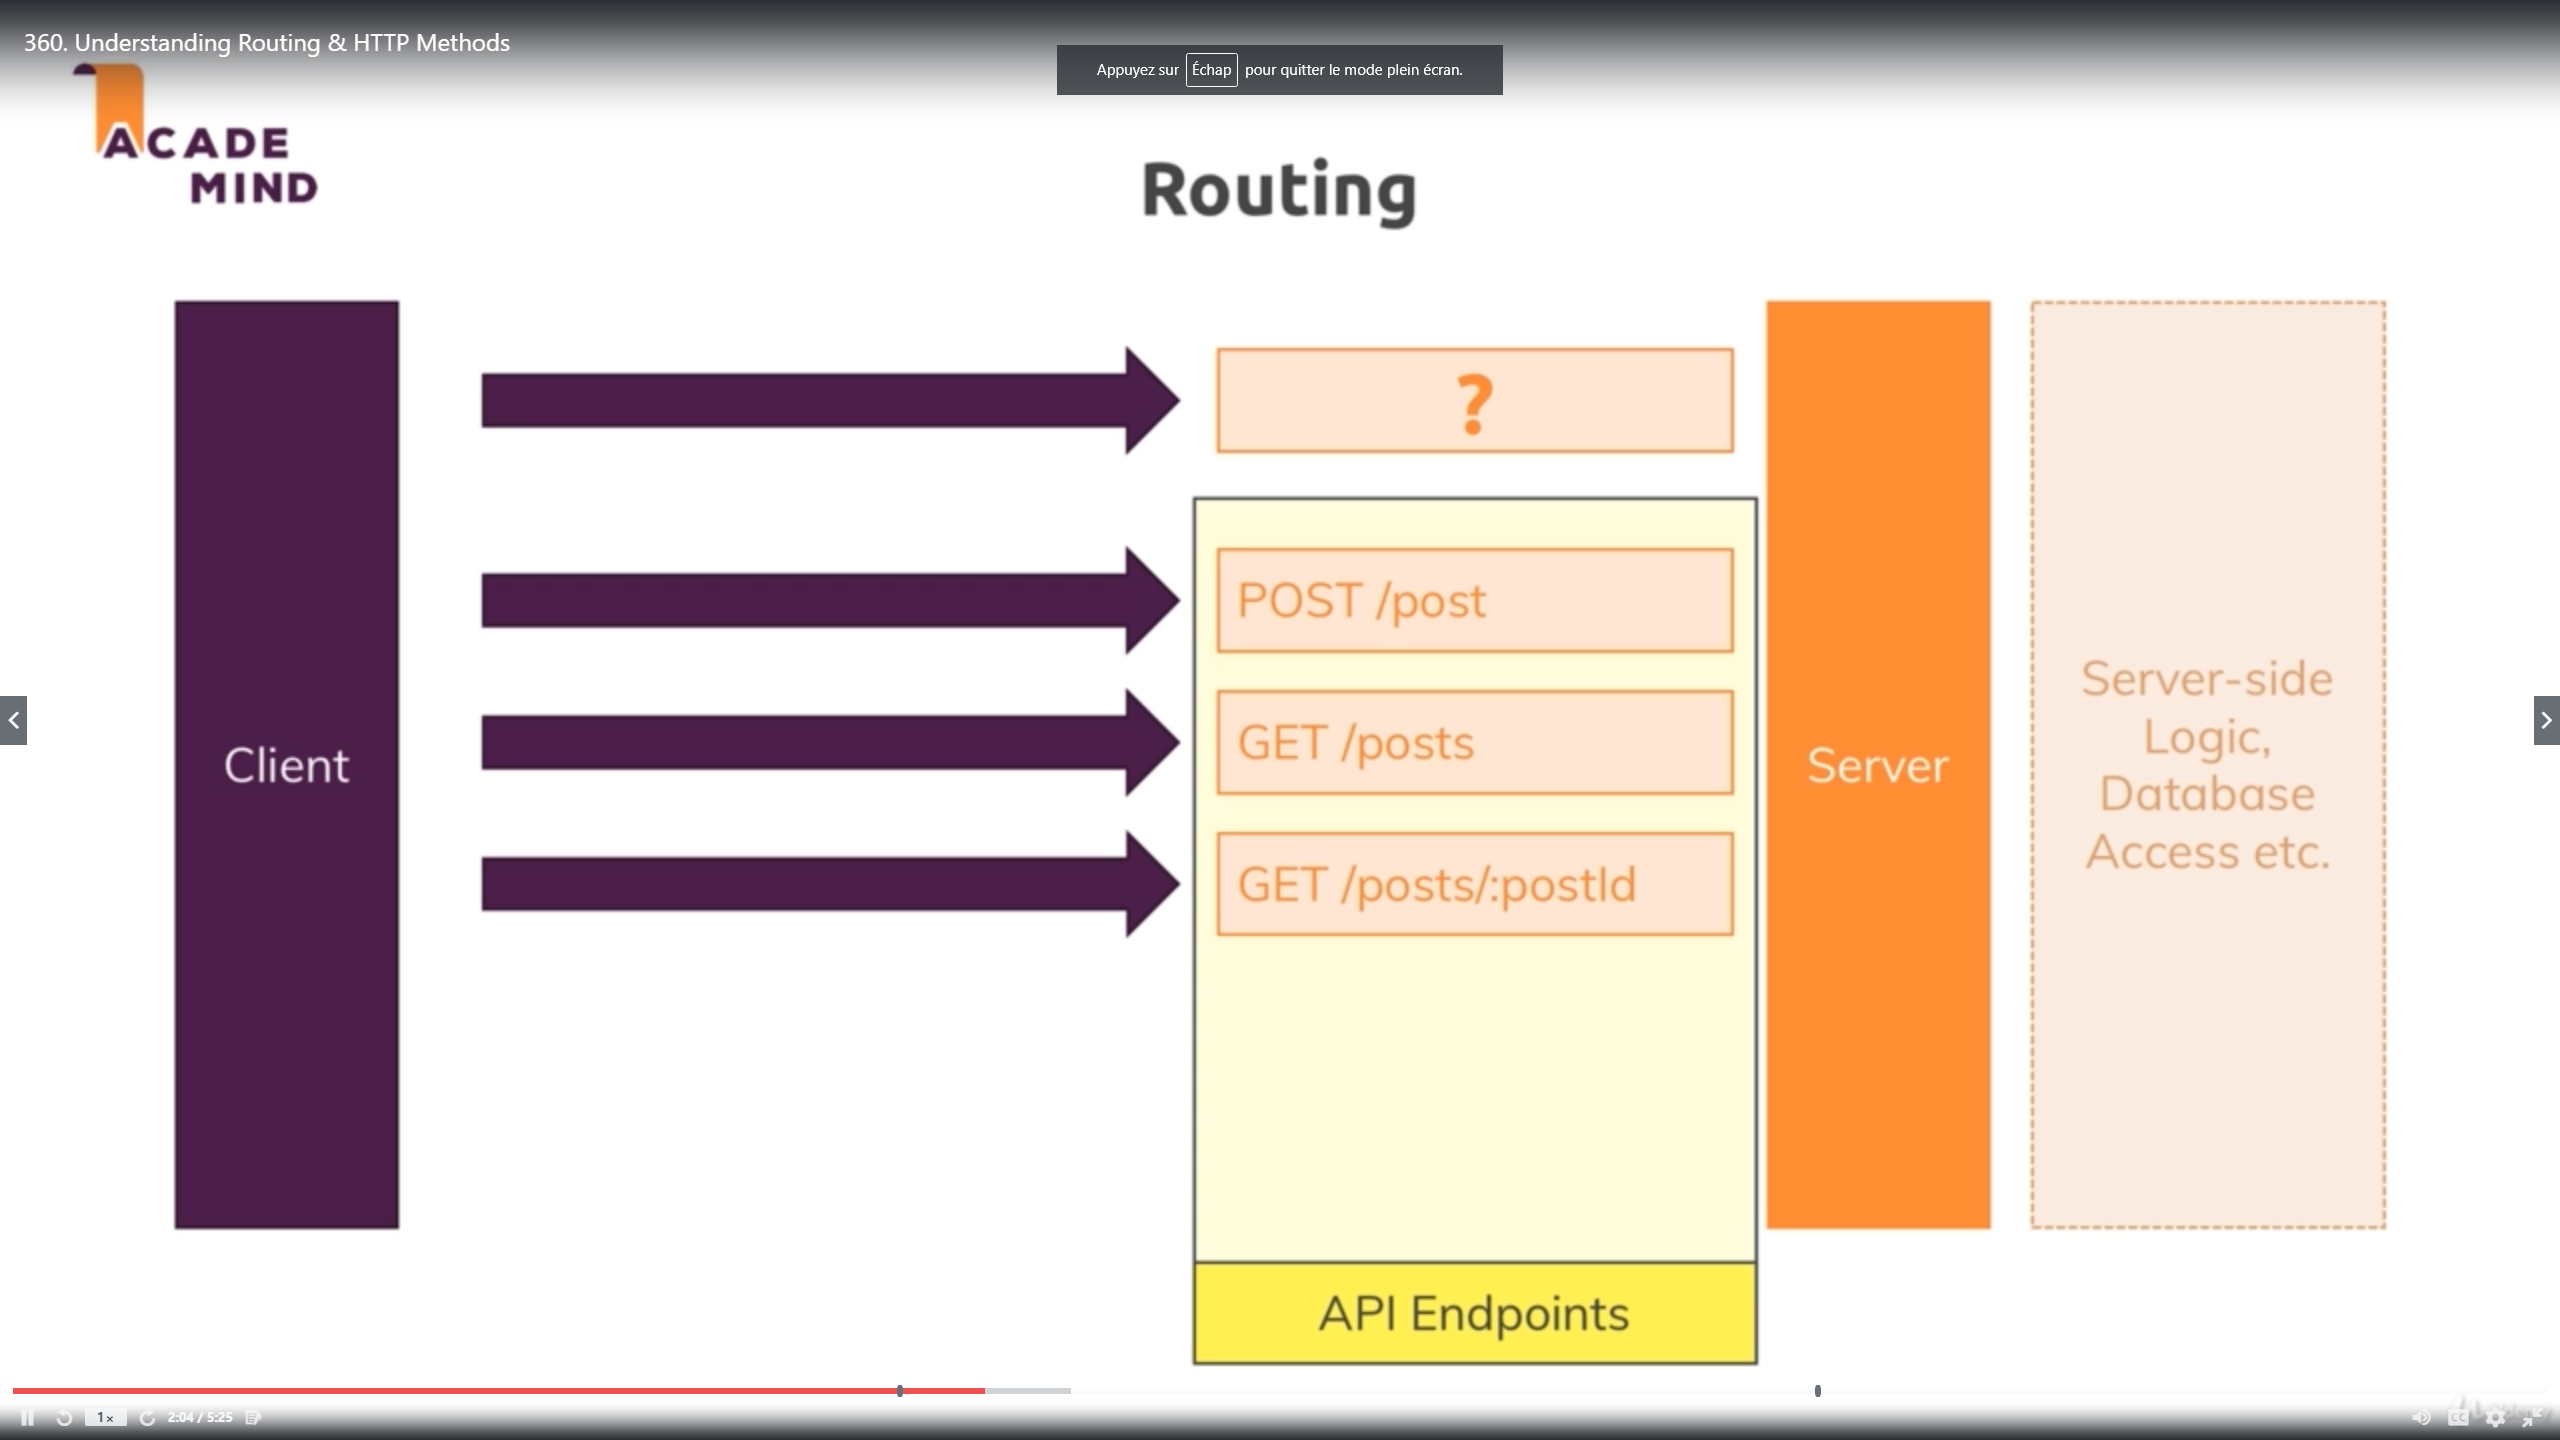 360. Understanding Routing & HTTP Methods
Appuyez sur Échap pour quitter le mode plein écran.
ACADE
MIND
Routing
?
POST /post
GET /posts
GET /posts/:postId
Client
Server
Server-side
Logic,
Database
Access etc.
API Endpoints
1x
2:04 / 5:25
CC